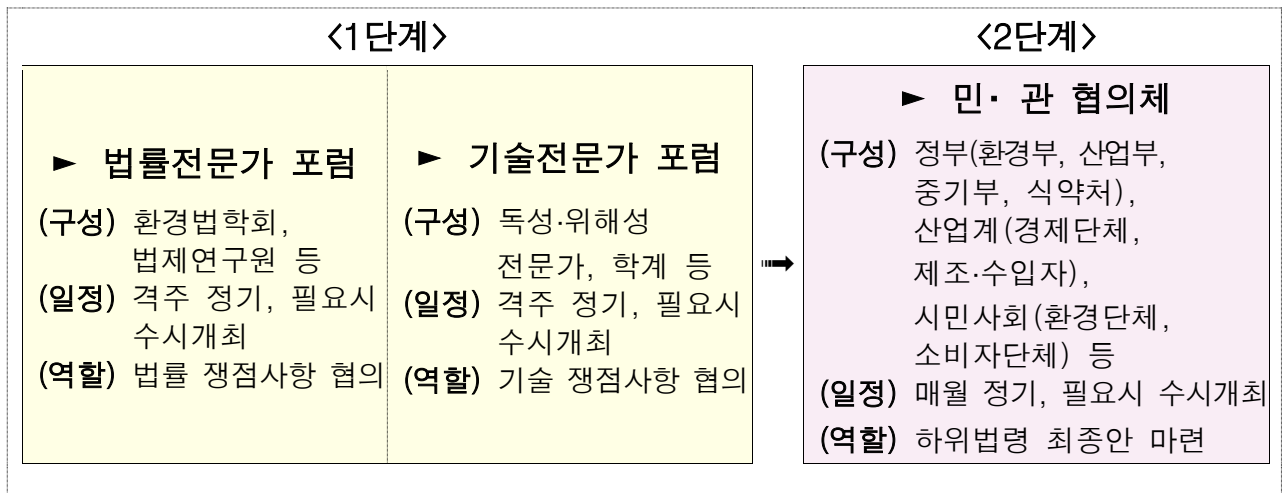 <1단계>
► 법률전문가 포럼
(구성) 환경법학회,
법제연구원 등
(일정) 격주 정기, 필요시
수시개최
(역할) 법률 쟁점사항 협의
► 기술전문가 포럼
(구성) 독성·위해성
전문가, 학계 등
(일정) 격주 정기, 필요시
수시개최
(역할) 기술 쟁점사항 협의
<2단계>
► 민· 관 협의체
(구성) 정부(환경부, 산업부,
중기부, 식약처),
산업계(경제단체,
제조·수입자),
시민사회(환경단체,
소비자단체) 등
(일정) 매월 정기, 필요시 수시개최
(역할) 하위법령 최종안 마련